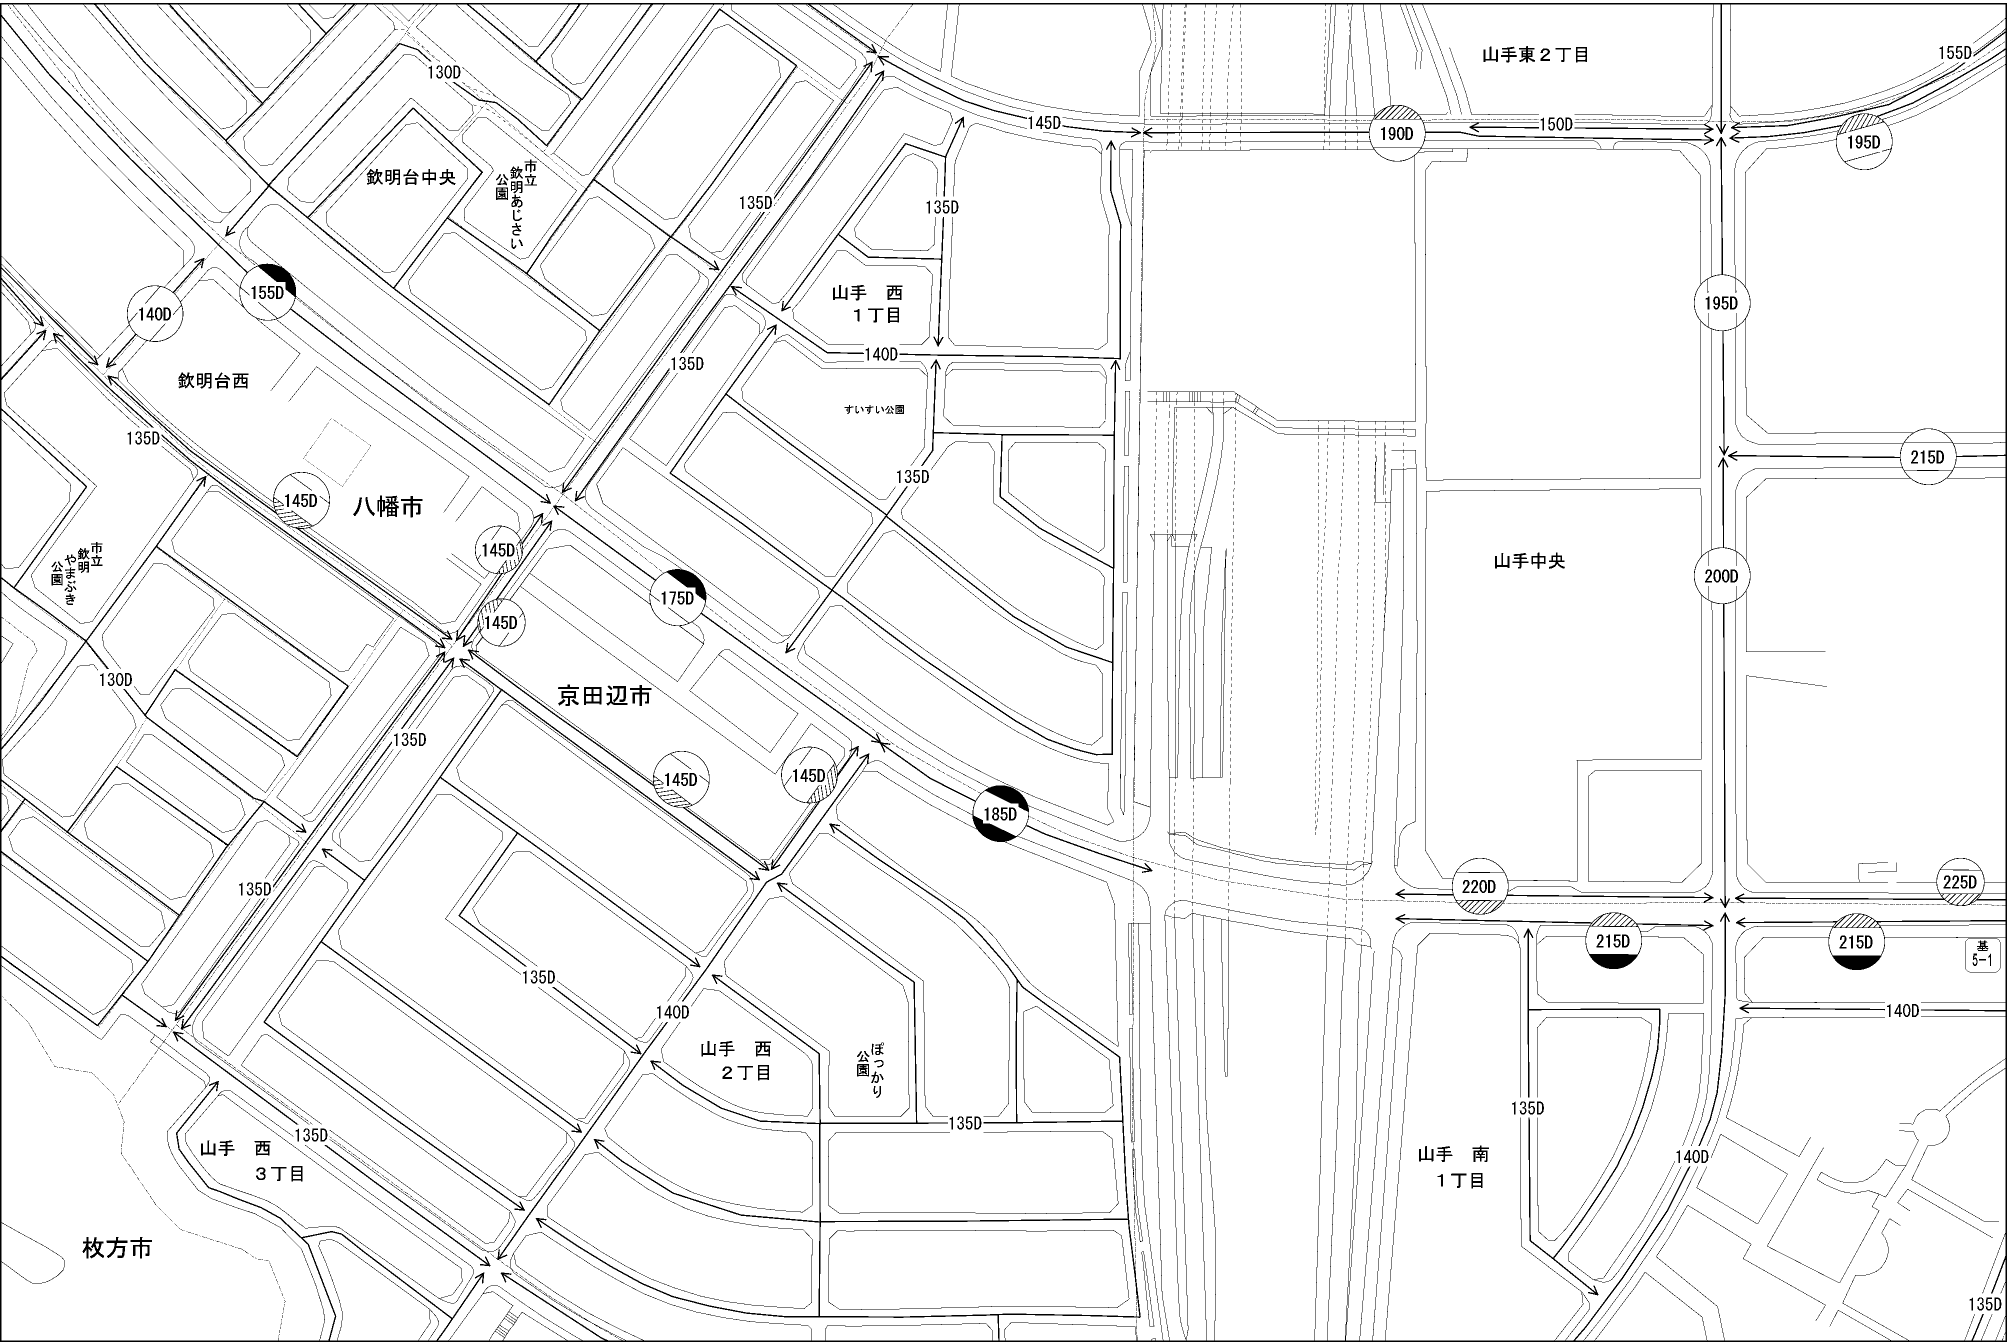 山手東２丁目
155D
130D
145D
190D
150D
195D
欽明台中央
市立
欽明あじさい
公園
135D
135D
155D
140D
山手　西
１丁目
195D
140D
135D
欽明台西
すいすい公園
135D
215D
135D
145D
八幡市
145D
山手中央
200D
市立
欽明
やまぶき
公園
175D
145D
130D
京田辺市
135D
145D
145D
185D
135D
220D
225D
215D
215D
基
5-1
135D
140D
140D
山手　西
２丁目
ぽっかり
公園
135D
135D
135D
山手　西
３丁目
山手　南
１丁目
140D
枚方市
135D